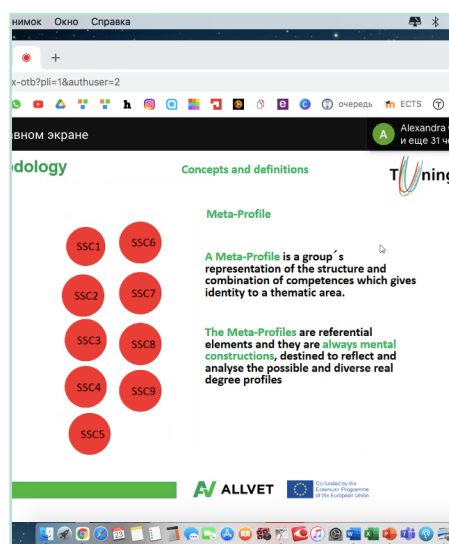 нимок Окно Справка
x-otb?pli=1&authuser=2
очередь ECTS
авном экране
A Alexandra
и еще 31 че
dology
Concepts and definitions
Tuning
Meta-Profile
SSC1 SSC6
SSC2 SSC7
SSC3 SSC8
SSC4 SSC9
SSC5
A Meta-Profile is a group´s
representation of the structure and
combination of competences which gives
identity to a thematic area.
The Meta-Profiles are referential
elements and they are always mental
constructions, destined to reflect and
analyse the possible and diverse real
degree profiles
ALLVET
Co-funded by the
Erasmus+ Programme
of the European Union